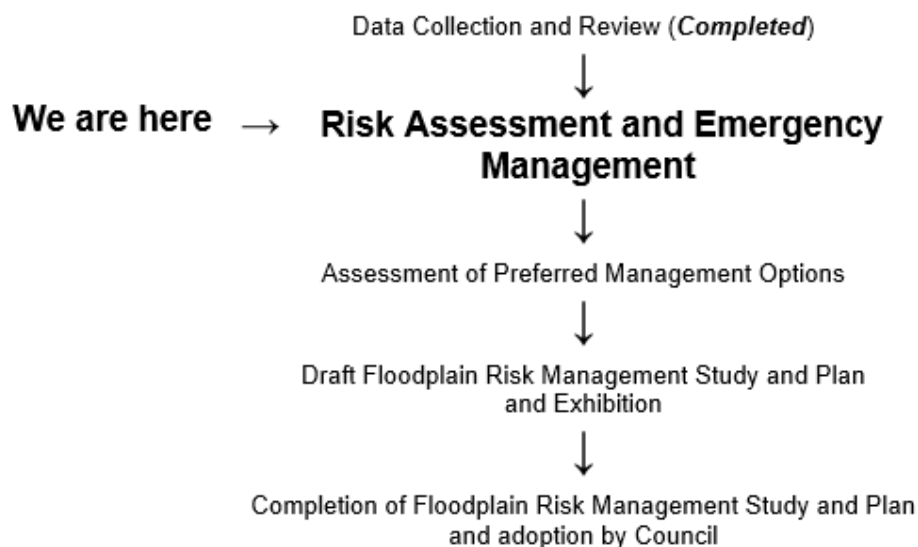 Data Collection and Review (Completed)
↓
We are here → Risk Assessment and Emergency
Management
↓
Assessment of Preferred Management Options
↓
Draft Floodplain Risk Management Study and Plan
and Exhibition
↓
Completion of Floodplain Risk Management Study and Plan
and adoption by Council